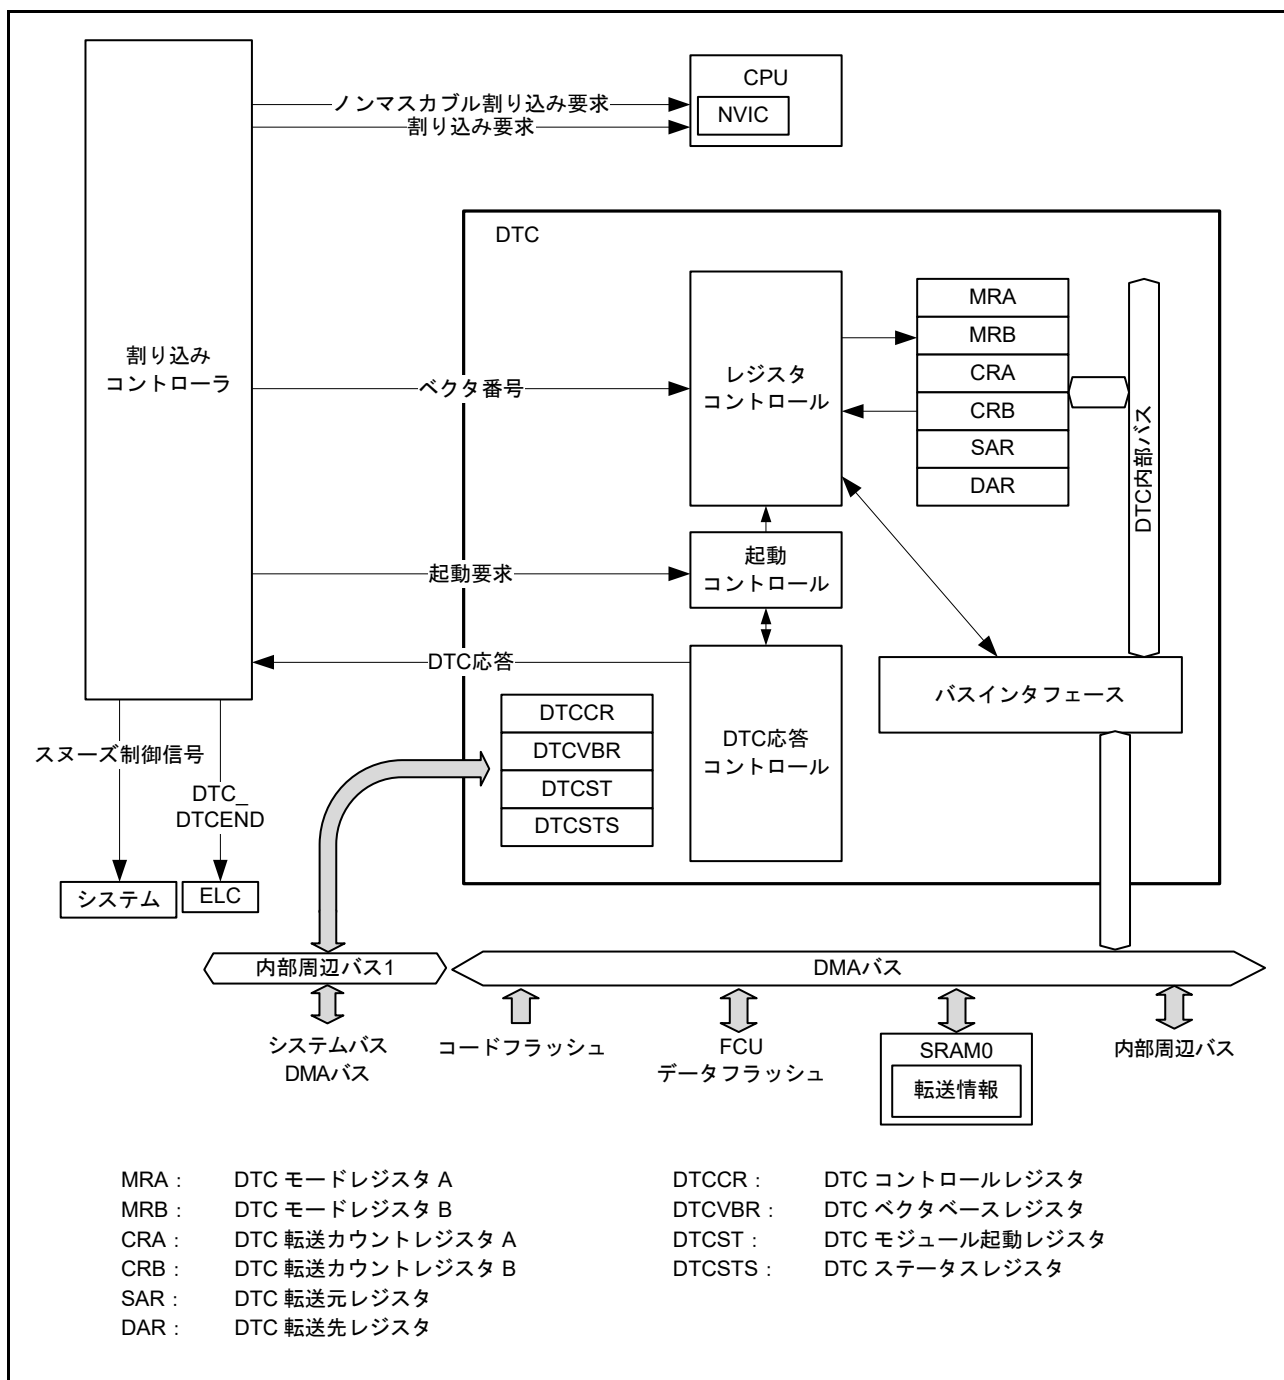 CPU
NVIC
ノンマスカブル割り込み要求
割り込み要求
DTC
割り込み
コントローラ
ベクタ番号
レジスタ
コントロール
MRA
MRB
CRA
CRB
SAR
DAR
DTC内部バス
起動要求
起動
コントロール
DTC応答
DTC応答
コントロール
バスインタフェース
DTCCR
DTCVBR
DTCST
DTCSTS
スヌーズ制御信号
DTC_
DTCEND
システム
ELC
内部周辺バス1
DMAバス
システムバス
DMAバス
コードフラッシュ
FCU
データフラッシュ
SRAM0
転送情報
内部周辺バス
MRA : DTC モードレジスタ A
MRB : DTC モードレジスタ B
CRA : DTC 転送カウントレジスタ A
CRB : DTC 転送カウントレジスタ B
SAR : DTC 転送元レジスタ
DAR : DTC 転送先レジスタ
DTCCR : DTC コントロールレジスタ
DTCVBR : DTC ベクタベースレジスタ
DTCST : DTC モジュール起動レジスタ
DTCSTS : DTC ステータスレジスタ